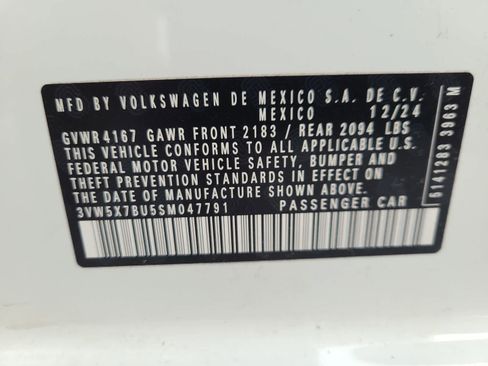 MFD BY VOLKSWAGEN DE MEXICO S.A. DE C.V.
MEXICO 12/24
GVWR 4167 GAWR FRONT 2183 / REAR 2094 LBS
THIS VEHICLE CONFORMS TO ALL APPLICABLE U.S.
FEDERAL MOTOR VEHICLE SAFETY, BUMPER, AND
THEFT PREVENTION STANDARDS IN EFFECT ON THE
DATE OF MANUFACTURE SHOWN ABOVE.
3VW5X7BU5SM047791 PASSENGER CAR
6141283 3963 M